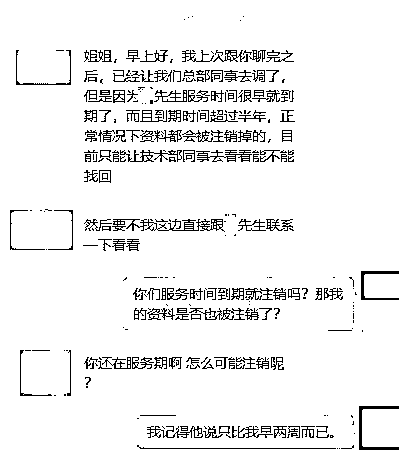 姐姐，早上好，我上次跟你聊完之
后，已经让我们总部同事去调了，
但是因为 先生服务时间很早就到
期了，而且到期时间超过半年，正
常情况下资料都会被注销掉的，目
前只能让技术部同事去看看能不能
找回
然后要不我这边直接跟 先生联系
一下看看
你们服务时间到期就注销吗？那我
的资料是否也被注销了？
你还在服务期啊 怎么可能注销呢
？
我记得他说只比我早两周而已。